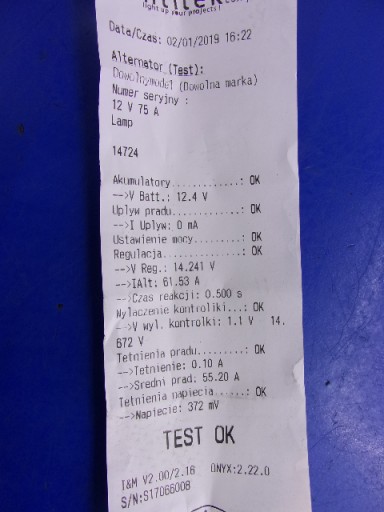 light up your projects!
Data/Czas: 02/01/2019 16:22
Alternator (Test):
Dowolnymodel (Dowolna marka)
Numer seryjny :
12 V 75 A
Lamp
14724
Akumulatory............: OK
-->V Batt.: 12.4 V
Uplyw pradu............: OK
-->I Uplyw: 0 mA
Ustawienie mocy........: OK
Regulacja..............: OK
-->V Reg.: 14.241 V
-->IAlt: 61.53 A
-->Czas reakcji: 0.500 s
Wylaczenie kontrolki...: OK
-->V wyl. kontrolki: 1.1 V 14.
672 V
Tetnienia pradu.........: OK
-->Tetnienie: 0.10 A
-->Sredni prad: 55.20 A
Tetnienia napiecia......: OK
-->Napiecie: 372 mV
TEST OK
I&M V2.00/2.16 ONYX:2.22.0
S/N:S17066008